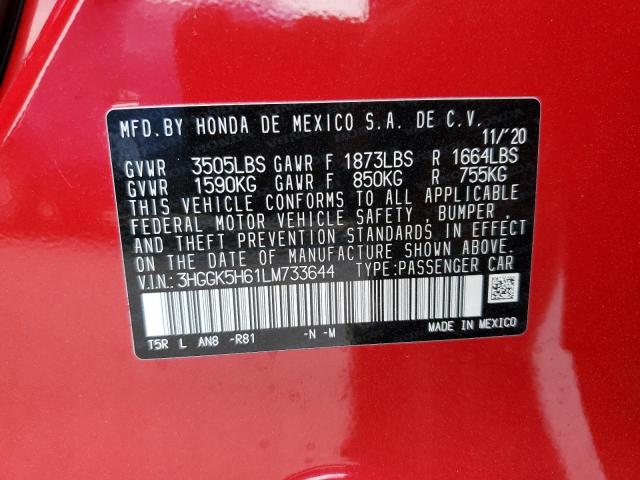 MFD.BY HONDA DE MEXICO S.A. DE C.V.
11/'20
GVWR 3505LBS GAWR F 1873LBS R 1664LBS
GVWR 1590KG GAWR F 850KG R 755KG
THIS VEHICLE CONFORMS TO ALL APPLICABLE
FEDERAL MOTOR VEHICLE SAFETY, BUMPER,
AND THEFT PREVENTION STANDARDS IN EFFECT
ON THE DATE OF MANUFACTURE SHOWN ABOVE.
V.I.N.: 3HGGK5H61LM733644 TYPE:PASSENGER CAR
T5R L AN8 -R81 -N -M MADE IN MEXICO